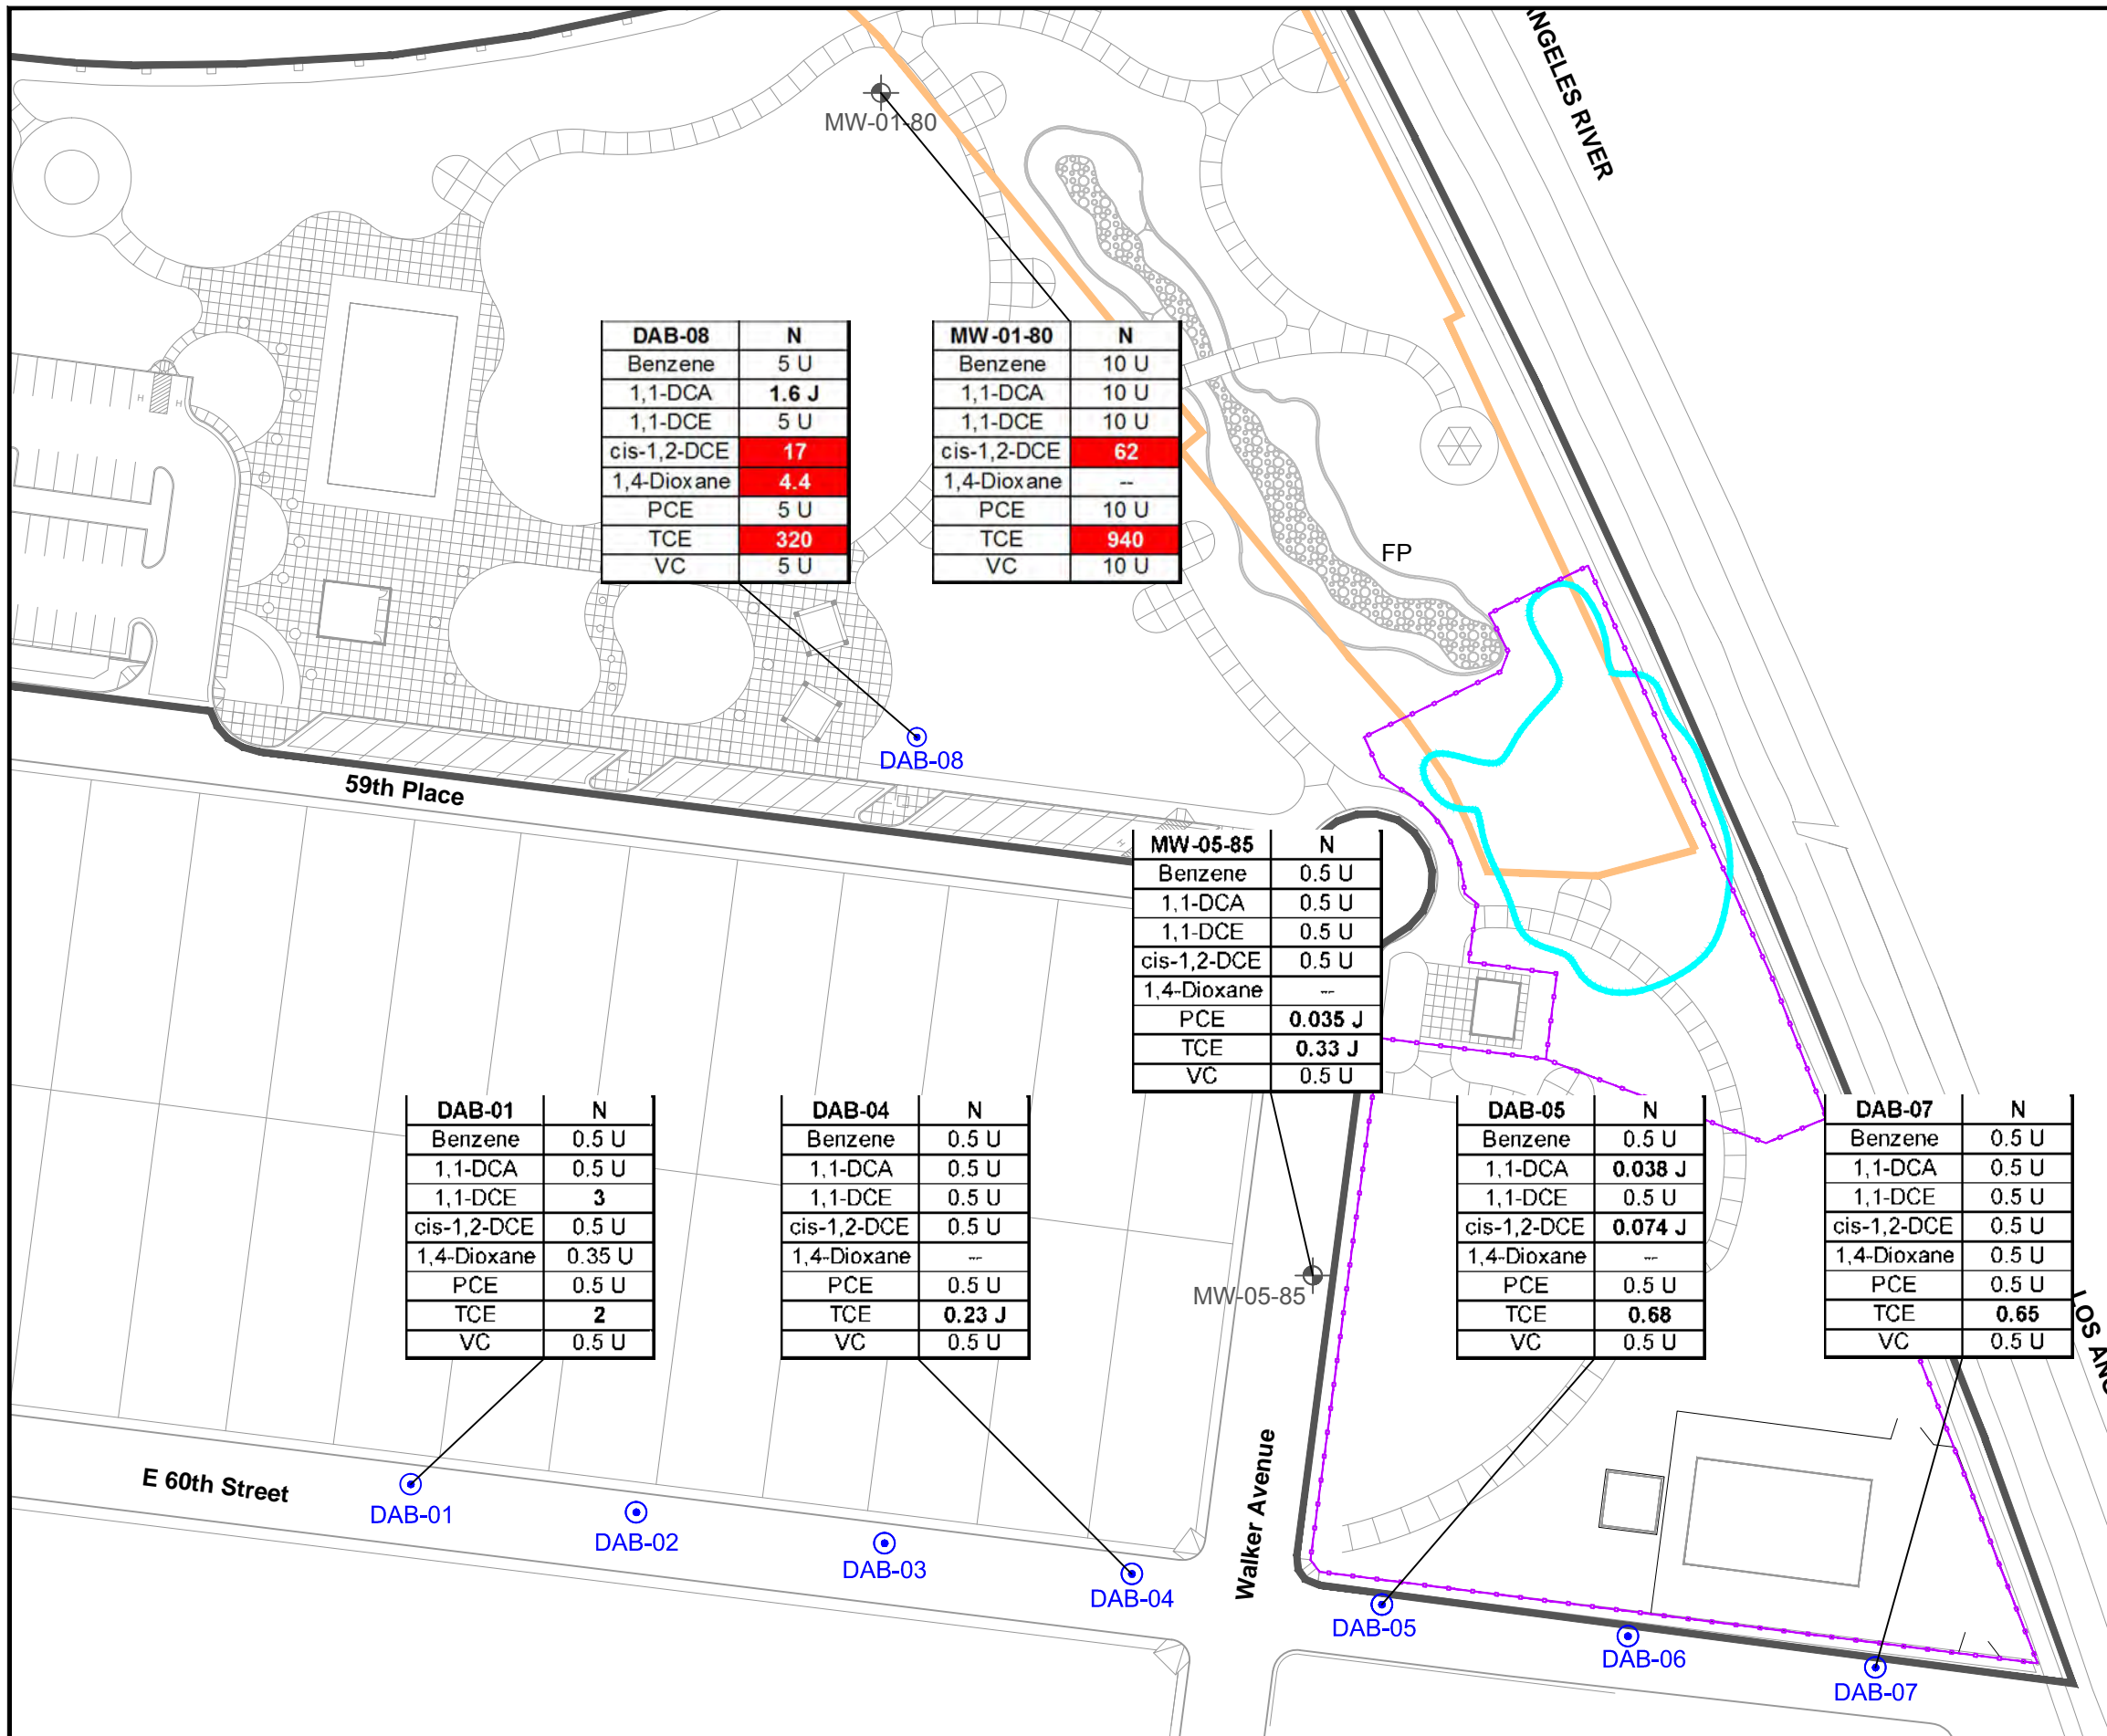 ANGELES RIVER
MW-01-80
DAB-08 N
Benzene 5 U
1,1-DCA 1.6 J
1,1-DCE 5 U
cis-1,2-DCE 17
1,4-Dioxane 4.4
PCE 5 U
TCE 320
VC 5 U
MW-01-80 N
Benzene 10 U
1,1-DCA 10 U
1,1-DCE 10 U
cis-1,2-DCE 62
1,4-Dioxane --
PCE 10 U
TCE 940
VC 10 U
H H
FP
DAB-08
59th Place
H
MW-05-85 N
Benzene 0.5 U
1,1-DCA 0.5 U
1,1-DCE 0.5 U
cis-1,2-DCE 0.5 U
1,4-Dioxane --
PCE 0.035 J
TCE 0.33 J
VC 0.5 U
DAB-01 N
Benzene 0.5 U
1,1-DCA 0.5 U
1,1-DCE 3
cis-1,2-DCE 0.5 U
1,4-Dioxane 0.35 U
PCE 0.5 U
TCE 2
VC 0.5 U
DAB-04 N
Benzene 0.5 U
1,1-DCA 0.5 U
1,1-DCE 0.5 U
cis-1,2-DCE 0.5 U
1,4-Dioxane --
PCE 0.5 U
TCE 0.23 J
VC 0.5 U
DAB-05 N
Benzene 0.5 U
1,1-DCA 0.038 J
1,1-DCE 0.5 U
cis-1,2-DCE 0.074 J
1,4-Dioxane --
PCE 0.5 U
TCE 0.68
VC 0.5 U
DAB-07 N
Benzene 0.5 U
1,1-DCA 0.5 U
1,1-DCE 0.5 U
cis-1,2-DCE 0.5 U
1,4-Dioxane 0.5 U
PCE 0.5 U
TCE 0.65
VC 0.5 U
MW-05-85
LOS ANG
E 60th Street
Walker Avenue
DAB-01
DAB-02
DAB-03
DAB-04
DAB-05
DAB-06
DAB-07